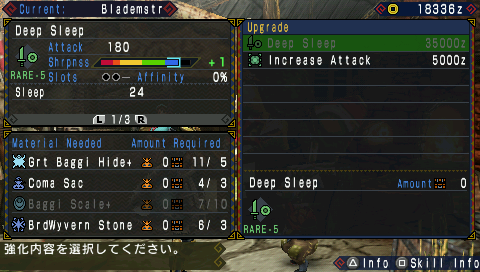 Current: Blademstr
18336z
Deep Sleep
Attack 180
Shrpnss +1
RARE-5
Slots Affinity 0%
Sleep 24
L 1/3 R
Material Needed Amount Required
Grt Baggi Hide+ 0 11/ 5
Coma Sac 0 4/ 3
Baggi Scale+ 0 7/10
BrdWyvern Stone 0 6/ 3
Upgrade
Deep Sleep 35000z
Increase Attack 5000z
Deep Sleep Amount 0
RARE-5
強化内容を選択してください。
Info Skill Info